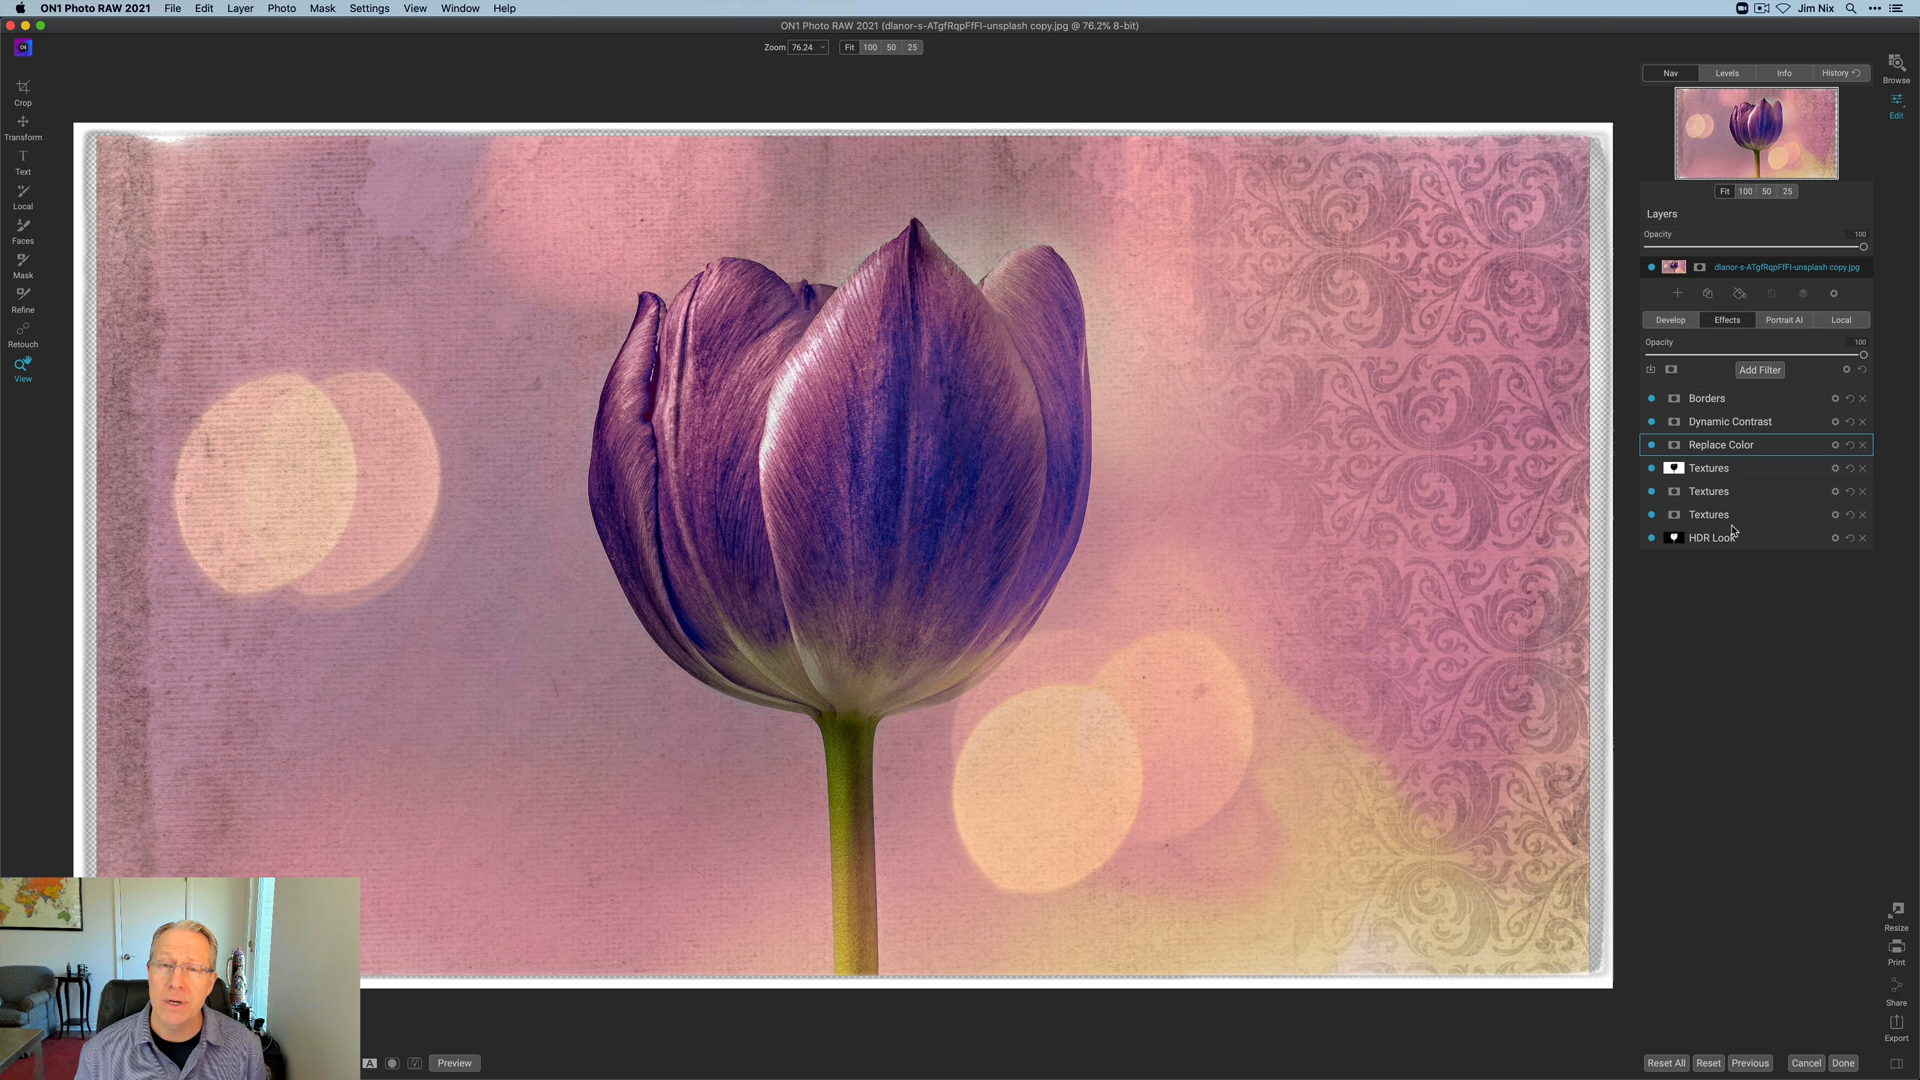 ON1 Photo RAW 2021 File Edit Layer Photo Mask Settings View Window Help Jim Nix
ON1 Photo RAW 2021 (dlanor-s-ATgfRqpFfFI-unsplash copy.jpg @ 76.2% 8-bit)
Zoom 76.24 Fit 100 50 25
Crop
Transform
Text
Local
Faces
Mask
Refine
Retouch
View
Nav Levels Info History
Browse
Edit
Fit 100 50 25
Layers
Opacity 100
dlanor-s-ATgfRqpFfFI-unsplash copy.jpg
Develop Effects Portrait AI Local
Opacity 100
Add Filter
Borders
Dynamic Contrast
Replace Color
Textures
Textures
Textures
HDR Look
Resize
Print
Share
Export
A Preview
Reset All Reset Previous Cancel Done